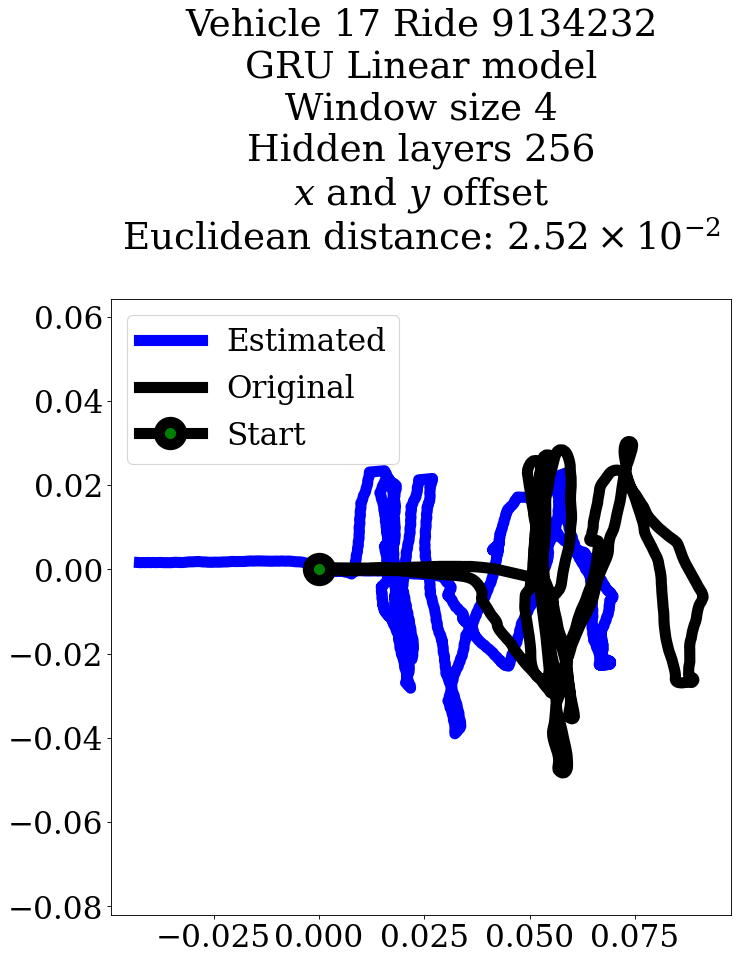 Vehicle 17 Ride 9134232
GRU Linear model
Window size 4
Hidden layers 256
x and y offset
Euclidean distance: 2.52 × 10⁻²
Estimated
Original
Start
0.06
0.04
0.02
0.00
−0.02
−0.04
−0.06
−0.08
−0.025 0.000 0.025 0.050 0.075